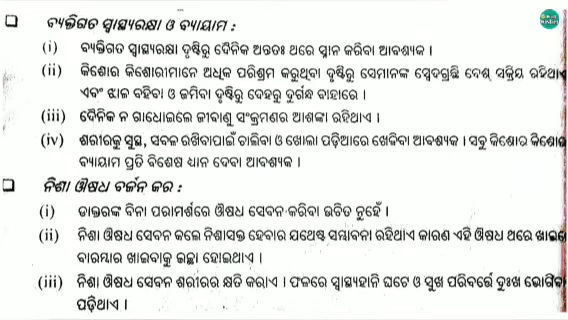 ❑ ବ୍ୟକ୍ତିଗତ ସ୍ୱାସ୍ଥ୍ୟରକ୍ଷା ଓ ବ୍ୟାୟାମ :
(i) ବ୍ୟକ୍ତିଗତ ସ୍ୱାସ୍ଥ୍ୟରକ୍ଷା ଦୃଷ୍ଟିରୁ ଦୈନିକ ଅନ୍ତତଃ ଥରେ ସ୍ନାନ କରିବା ଆବଶ୍ୟକ ।
(ii) କିଶୋର କିଶୋରୀମାନେ ଅଧିକ ପରିଶ୍ରମ କରୁଥିବା ଦୃଷ୍ଟିରୁ ସେମାନଙ୍କ ସ୍ୱେଦଗ୍ରନ୍ଥି ବେଶ୍ ସକ୍ରିୟ ରହିଥାଏ
ଏବଂ ଝାଳ ବହିବା ଓ ଜମିବା ଦୃଷ୍ଟିରୁ ଦେହରୁ ଦୁର୍ଗନ୍ଧ ବାହାରେ ।
(iii) ଦୈନିକ ନ ଗାଧୋଇଲେ ଜୀବାଣୁ ସଂକ୍ରମଣର ଆଶଙ୍କା ରହିଥାଏ ।
(iv) ଶରୀରକୁ ସୁସ୍ଥ, ସବଳ ରଖିବାପାଇଁ ଚାଲିବା ଓ ଖୋଲା ପଡ଼ିଆରେ ଖେଳିବା ଆବଶ୍ୟକ । ସବୁ କିଶୋର କିଶୋରୀ
ବ୍ୟାୟାମ ପ୍ରତି ବିଶେଷ ଧ୍ୟାନ ଦେବା ଆବଶ୍ୟକ ।
❑ ନିଶା ଔଷଧ ବର୍ଜନ କର :
(i) ଡାକ୍ତରଙ୍କ ବିନା ପରାମର୍ଶରେ ଔଷଧ ସେବନ କରିବା ଉଚିତ ନୁହେଁ ।
(ii) ନିଶା ଔଷଧ ସେବନ କଲେ ନିଶାସକ୍ତ ହେବାର ଯଥେଷ୍ଟ ସମ୍ଭାବନା ରହିଥାଏ କାରଣ ଏହି ଔଷଧ ଥରେ ଖାଇଲେ
ବାରମ୍ବାର ଖାଇବାକୁ ଇଚ୍ଛା ହୋଇଥାଏ ।
(iii) ନିଶା ଔଷଧ ସେବନ ଶରୀରର କ୍ଷତି କରାଏ । ଫଳରେ ସ୍ୱାସ୍ଥ୍ୟହାନି ଘଟେ ଓ ସୁଖ ପରିବର୍ତ୍ତେ ଦୁଃଖ ଭୋଗିବା
ପଡ଼ିଥାଏ ।